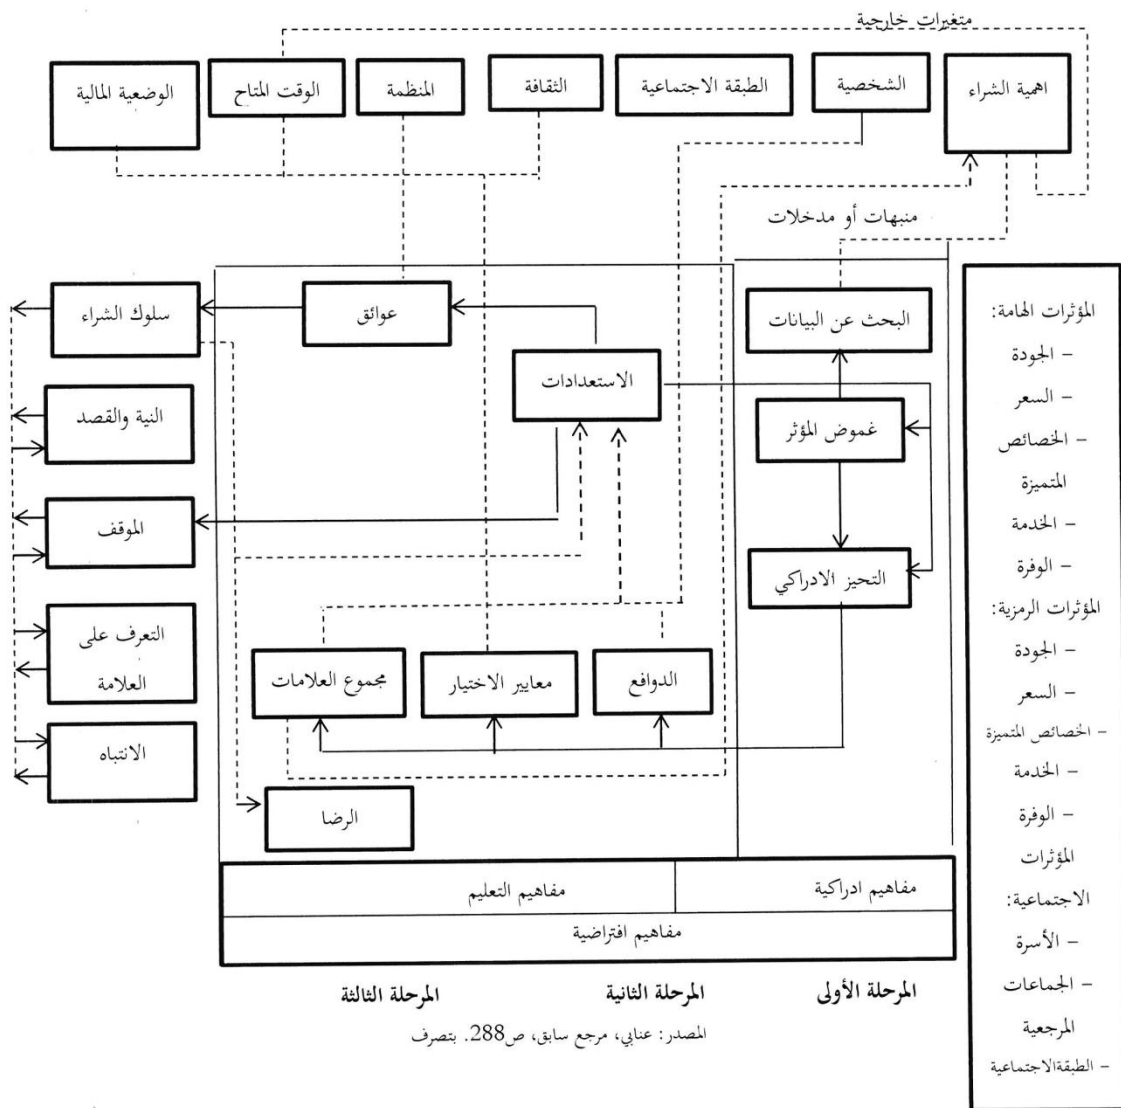 متغيرات خارجية
اهمية الشراء
الشخصية
الطبقة الاجتماعية
الثقافة
المنظمة
الوقت المتاح
الوضعية المالية
منبهات أو مدخلات
المؤثرات الهامة:
- الجودة
- السعر
- الخصائص
المتميزة
- الخدمة
- الوفرة
المؤثرات الرمزية:
- الجودة
- السعر
- الخصائص المتميزة
- الخدمة
- الوفرة
المؤثرات
الاجتماعية:
- الأسرة
- الجماعات
المرجعية
- الطبقةالاجتماعية
البحث عن البيانات
غموض المؤثر
التحيز الادراكي
عوائق
الاستعدادات
الدوافع
معايير الاختيار
مجموع العلامات
الرضا
سلوك الشراء
النية والقصد
الموقف
التعرف على
العلامة
الانتباه
مفاهيم ادراكية
مفاهيم التعليم
مفاهيم افتراضية
المرحلة الأولى
المرحلة الثانية
المرحلة الثالثة
المصدر: عنابي، مرجع سابق، ص288. بتصرف